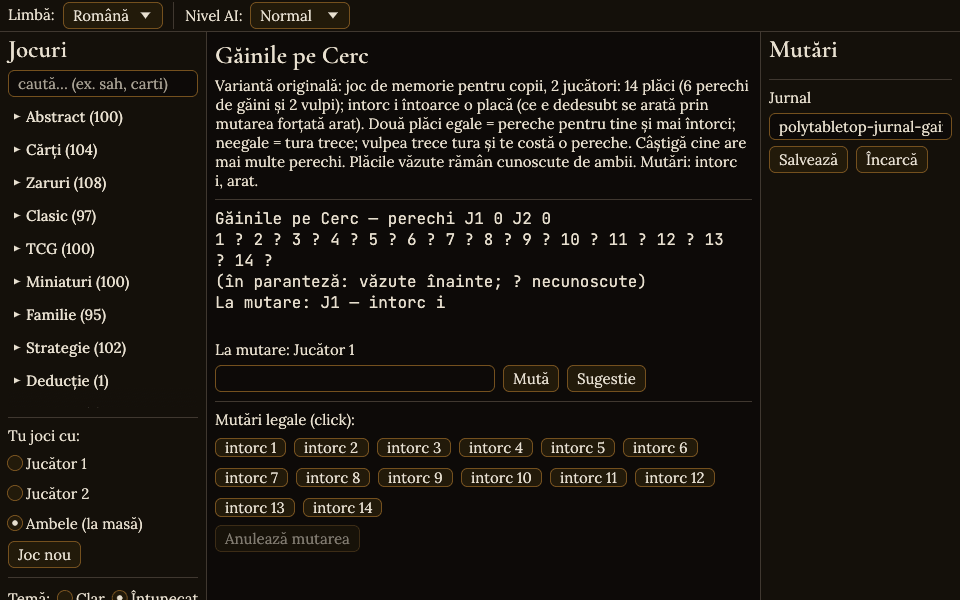 Limbă: Română ▼ Nivel AI: Normal ▼
Jocuri
caută... (ex. sah, carti)
▸ Abstract (100)
▸ Cărți (104)
▸ Zaruri (108)
▸ Clasic (97)
▸ TCG (100)
▸ Miniaturi (100)
▸ Familie (95)
▸ Strategie (102)
▸ Deducție (1)
Tu joci cu:
Jucător 1
Jucător 2
Ambele (la masă)
Joc nou
Temă: Clar Întunecat
Găinile pe Cerc
Variantă originală: joc de memorie pentru copii, 2 jucători: 14 plăci (6 perechi
de găini și 2 vulpi); intorc i întoarce o placă (ce e dedesubt se arată prin
mutarea forțată arat). Două plăci egale = pereche pentru tine și mai întorci;
neegale = tura trece; vulpea trece tura și te costă o pereche. Câștigă cine are
mai multe perechi. Plăcile văzute rămân cunoscute de ambii. Mutări: intorc
i, arat.
Găinile pe Cerc — perechi J1 0 J2 0
1 ? 2 ? 3 ? 4 ? 5 ? 6 ? 7 ? 8 ? 9 ? 10 ? 11 ? 12 ? 13
? 14 ?
(în paranteză: văzute înainte; ? necunoscute)
La mutare: J1 — intorc i
La mutare: Jucător 1
Mută Sugestie
Mutări legale (click):
intorc 1 intorc 2 intorc 3 intorc 4 intorc 5 intorc 6
intorc 7 intorc 8 intorc 9 intorc 10 intorc 11 intorc 12
intorc 13 intorc 14
Anulează mutarea
Mutări
Jurnal
polytabletop-jurnal-gai
Salvează Încarcă